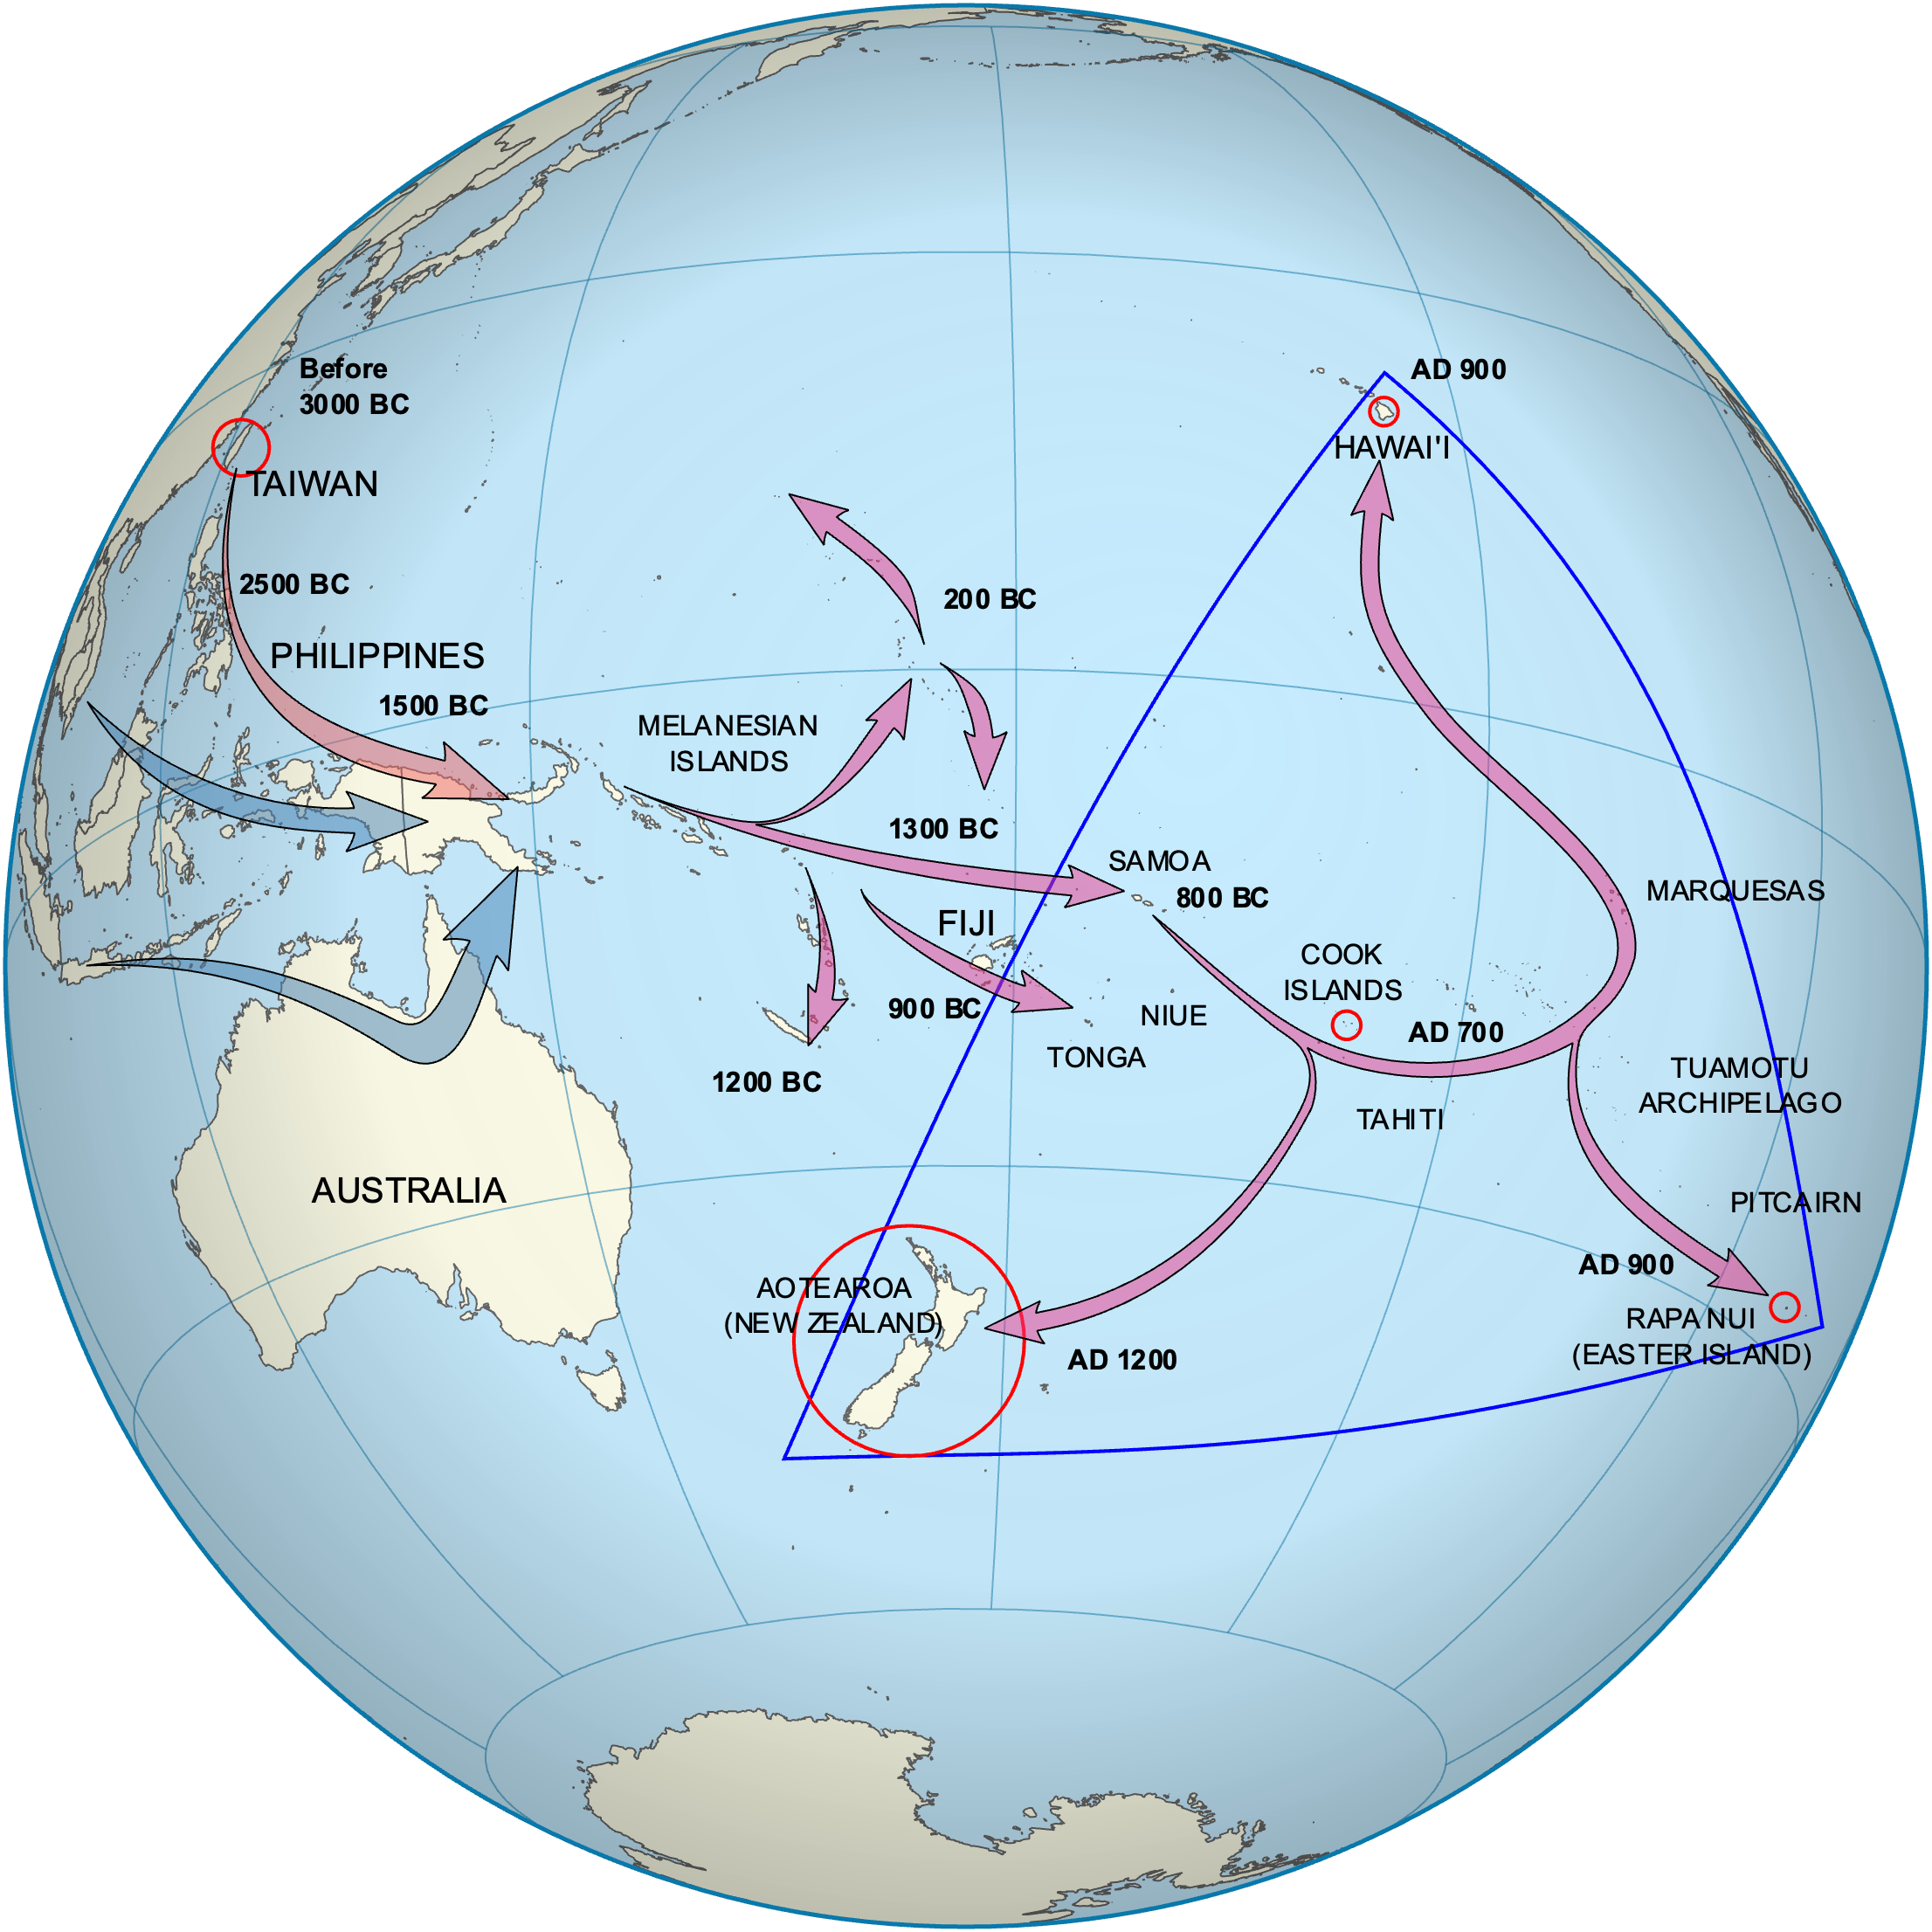 Before
3000 BC
AD 900
HAWAI'I
TAIWAN
2500 BC
200 BC
PHILIPPINES
1500 BC
MELANESIAN
ISLANDS
1300 BC
SAMOA
800 BC
MARQUESAS
FIJI
COOK
ISLANDS
900 BC
NIUE
AD 700
TONGA
1200 BC
TUAMOTU
ARCHIPELAGO
TAHITI
AUSTRALIA
PITCAIRN
AD 900
AOTEAROA
(NEW ZEALAND)
RAPA NUI
(EASTER ISLAND)
AD 1200